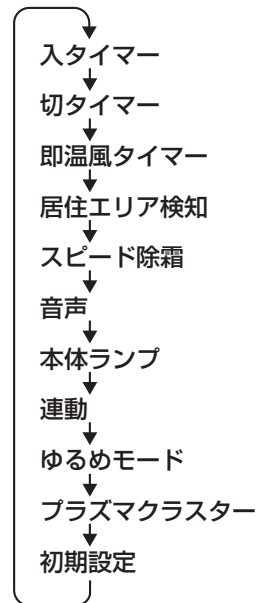 入タイマー
切タイマー
即温風タイマー
居住エリア検知
スピード除霜
音声
本体ランプ
連動
ゆるめモード
プラズマクラスター
初期設定